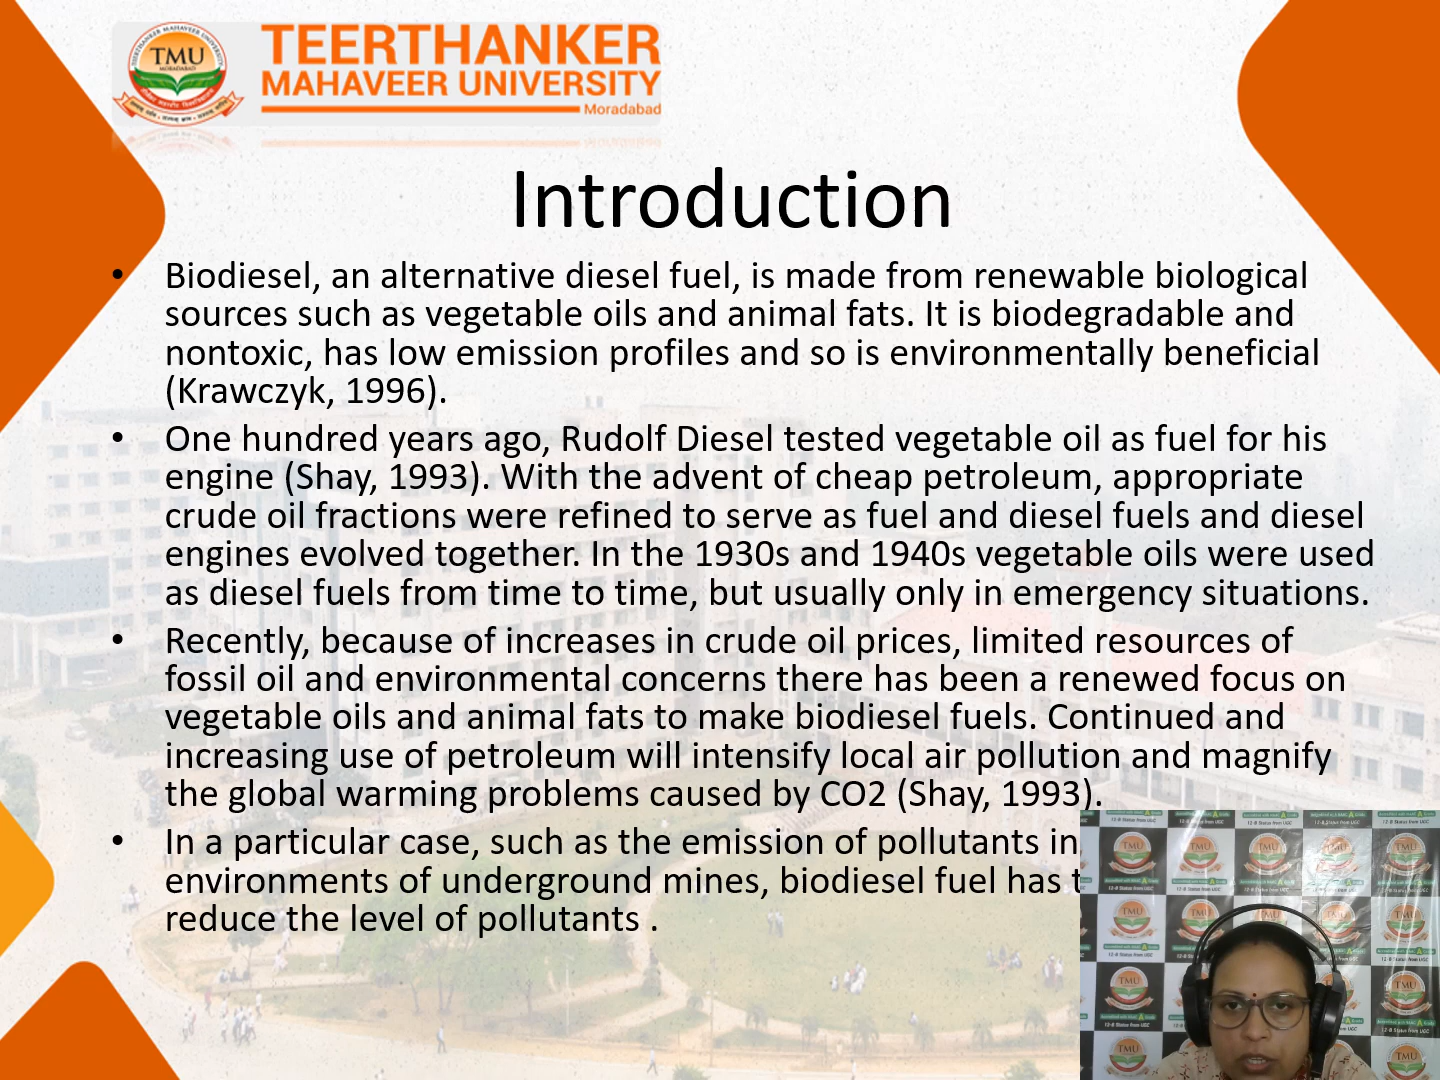 TMU
MORADABAD
TEERTHANKER
MAHAVEER UNIVERSITY
Moradabad
Introduction
• Biodiesel, an alternative diesel fuel, is made from renewable biological
sources such as vegetable oils and animal fats. It is biodegradable and
nontoxic, has low emission profiles and so is environmentally beneficial
(Krawczyk, 1996).
• One hundred years ago, Rudolf Diesel tested vegetable oil as fuel for his
engine (Shay, 1993). With the advent of cheap petroleum, appropriate
crude oil fractions were refined to serve as fuel and diesel fuels and diesel
engines evolved together. In the 1930s and 1940s vegetable oils were used
as diesel fuels from time to time, but usually only in emergency situations.
• Recently, because of increases in crude oil prices, limited resources of
fossil oil and environmental concerns there has been a renewed focus on
vegetable oils and animal fats to make biodiesel fuels. Continued and
increasing use of petroleum will intensify local air pollution and magnify
the global warming problems caused by CO2 (Shay, 1993).
• In a particular case, such as the emission of pollutants in
environments of underground mines, biodiesel fuel has
reduce the level of pollutants .
12-B Status from UGC
TMU